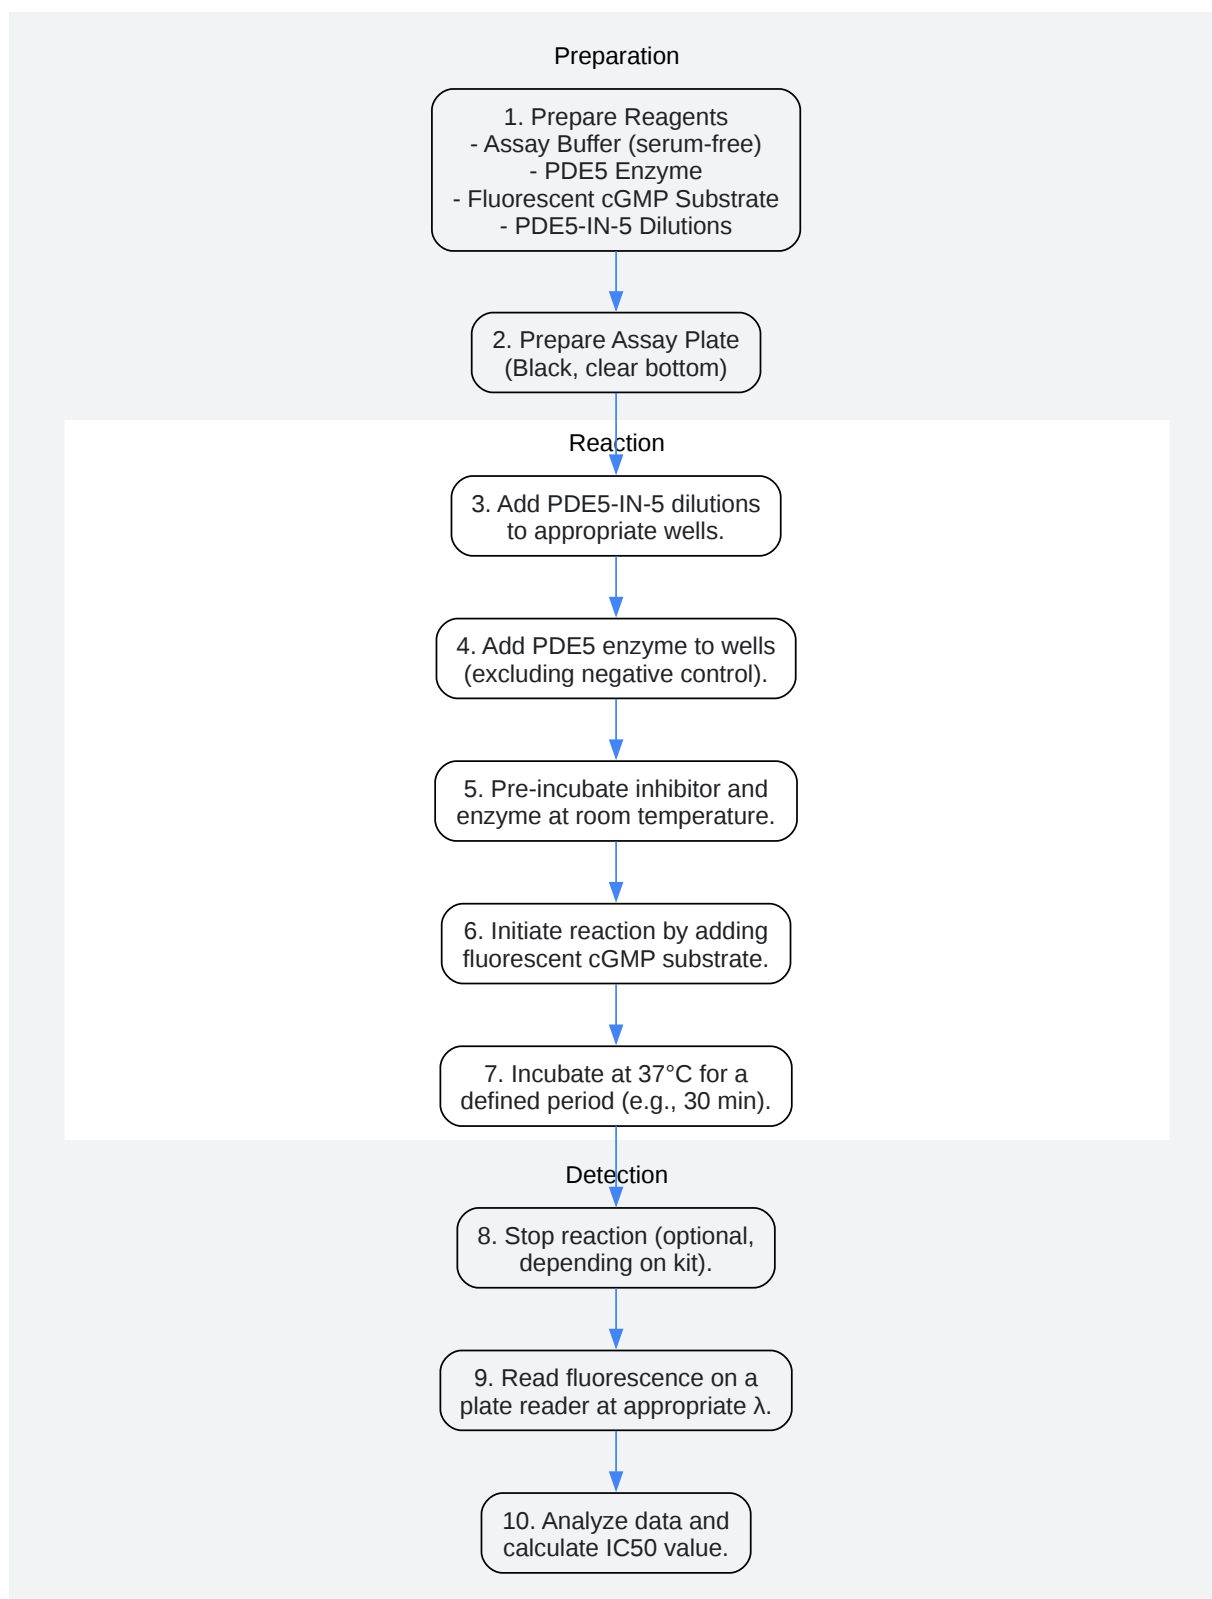 Preparation
1. Prepare Reagents
- Assay Buffer (serum-free)
- PDE5 Enzyme
- Fluorescent cGMP Substrate
- PDE5-IN-5 Dilutions
2. Prepare Assay Plate
(Black, clear bottom)
Reaction
3. Add PDE5-IN-5 dilutions
to appropriate wells.
4. Add PDE5 enzyme to wells
(excluding negative control).
5. Pre-incubate inhibitor and
enzyme at room temperature.
6. Initiate reaction by adding
fluorescent cGMP substrate.
7. Incubate at 37°C for a
defined period (e.g., 30 min).
Detection
8. Stop reaction (optional,
depending on kit).
9. Read fluorescence on a
plate reader at appropriate λ.
10. Analyze data and
calculate IC50 value.